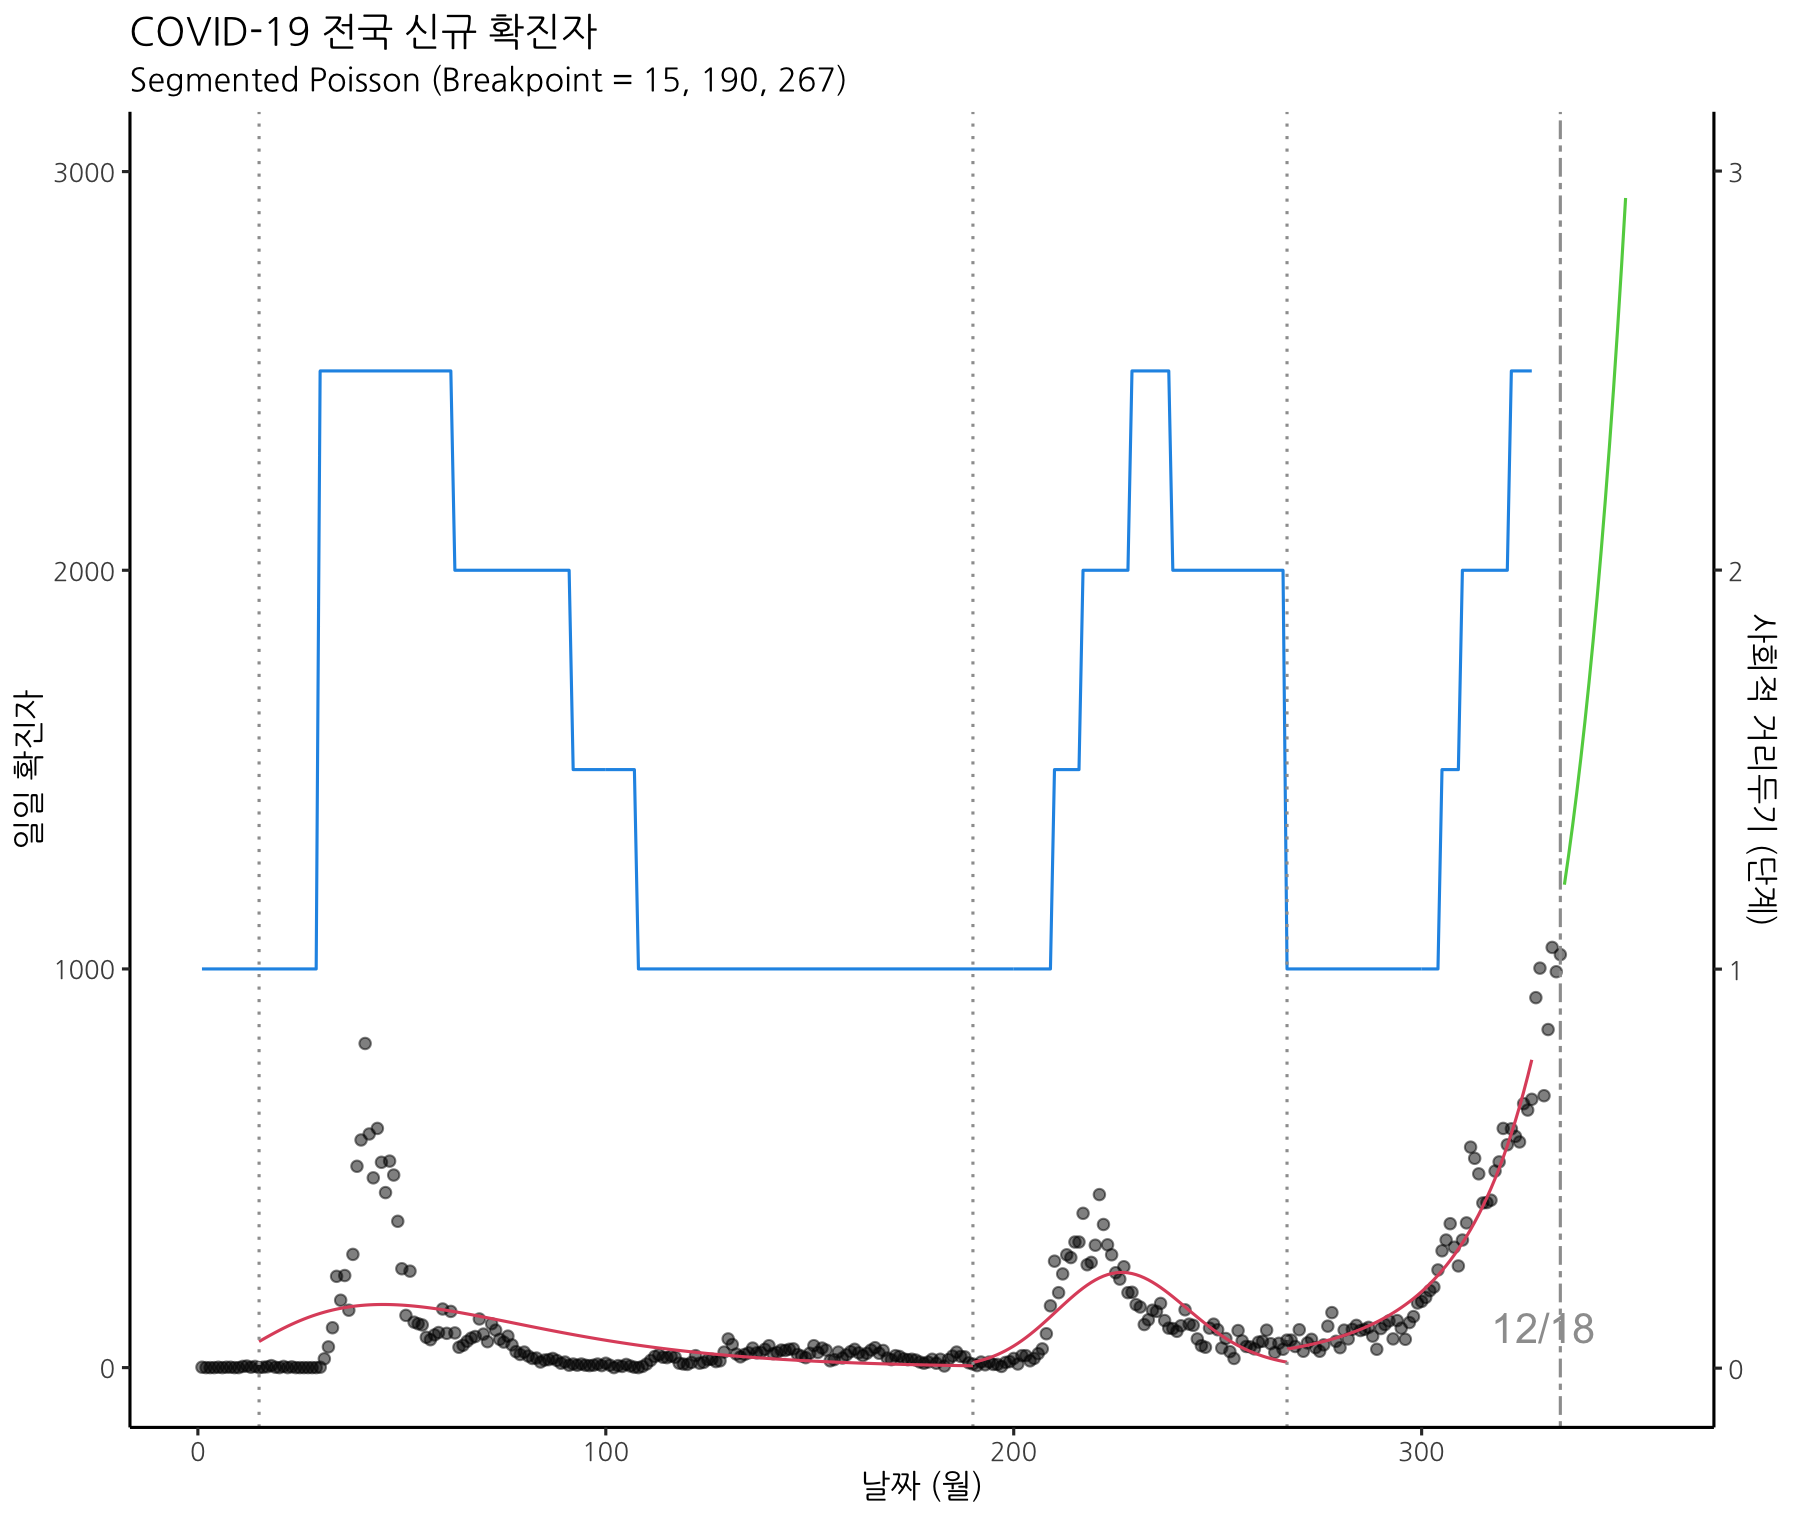 COVID-19 전국 신규 확진자
Segmented Poisson (Breakpoint = 15, 190, 267)
3000
2000
1000
0
일일 확진자
3
2
1
0
사회적 거리두기 (단계)
12/18
0
100
200
300
날짜 (월)